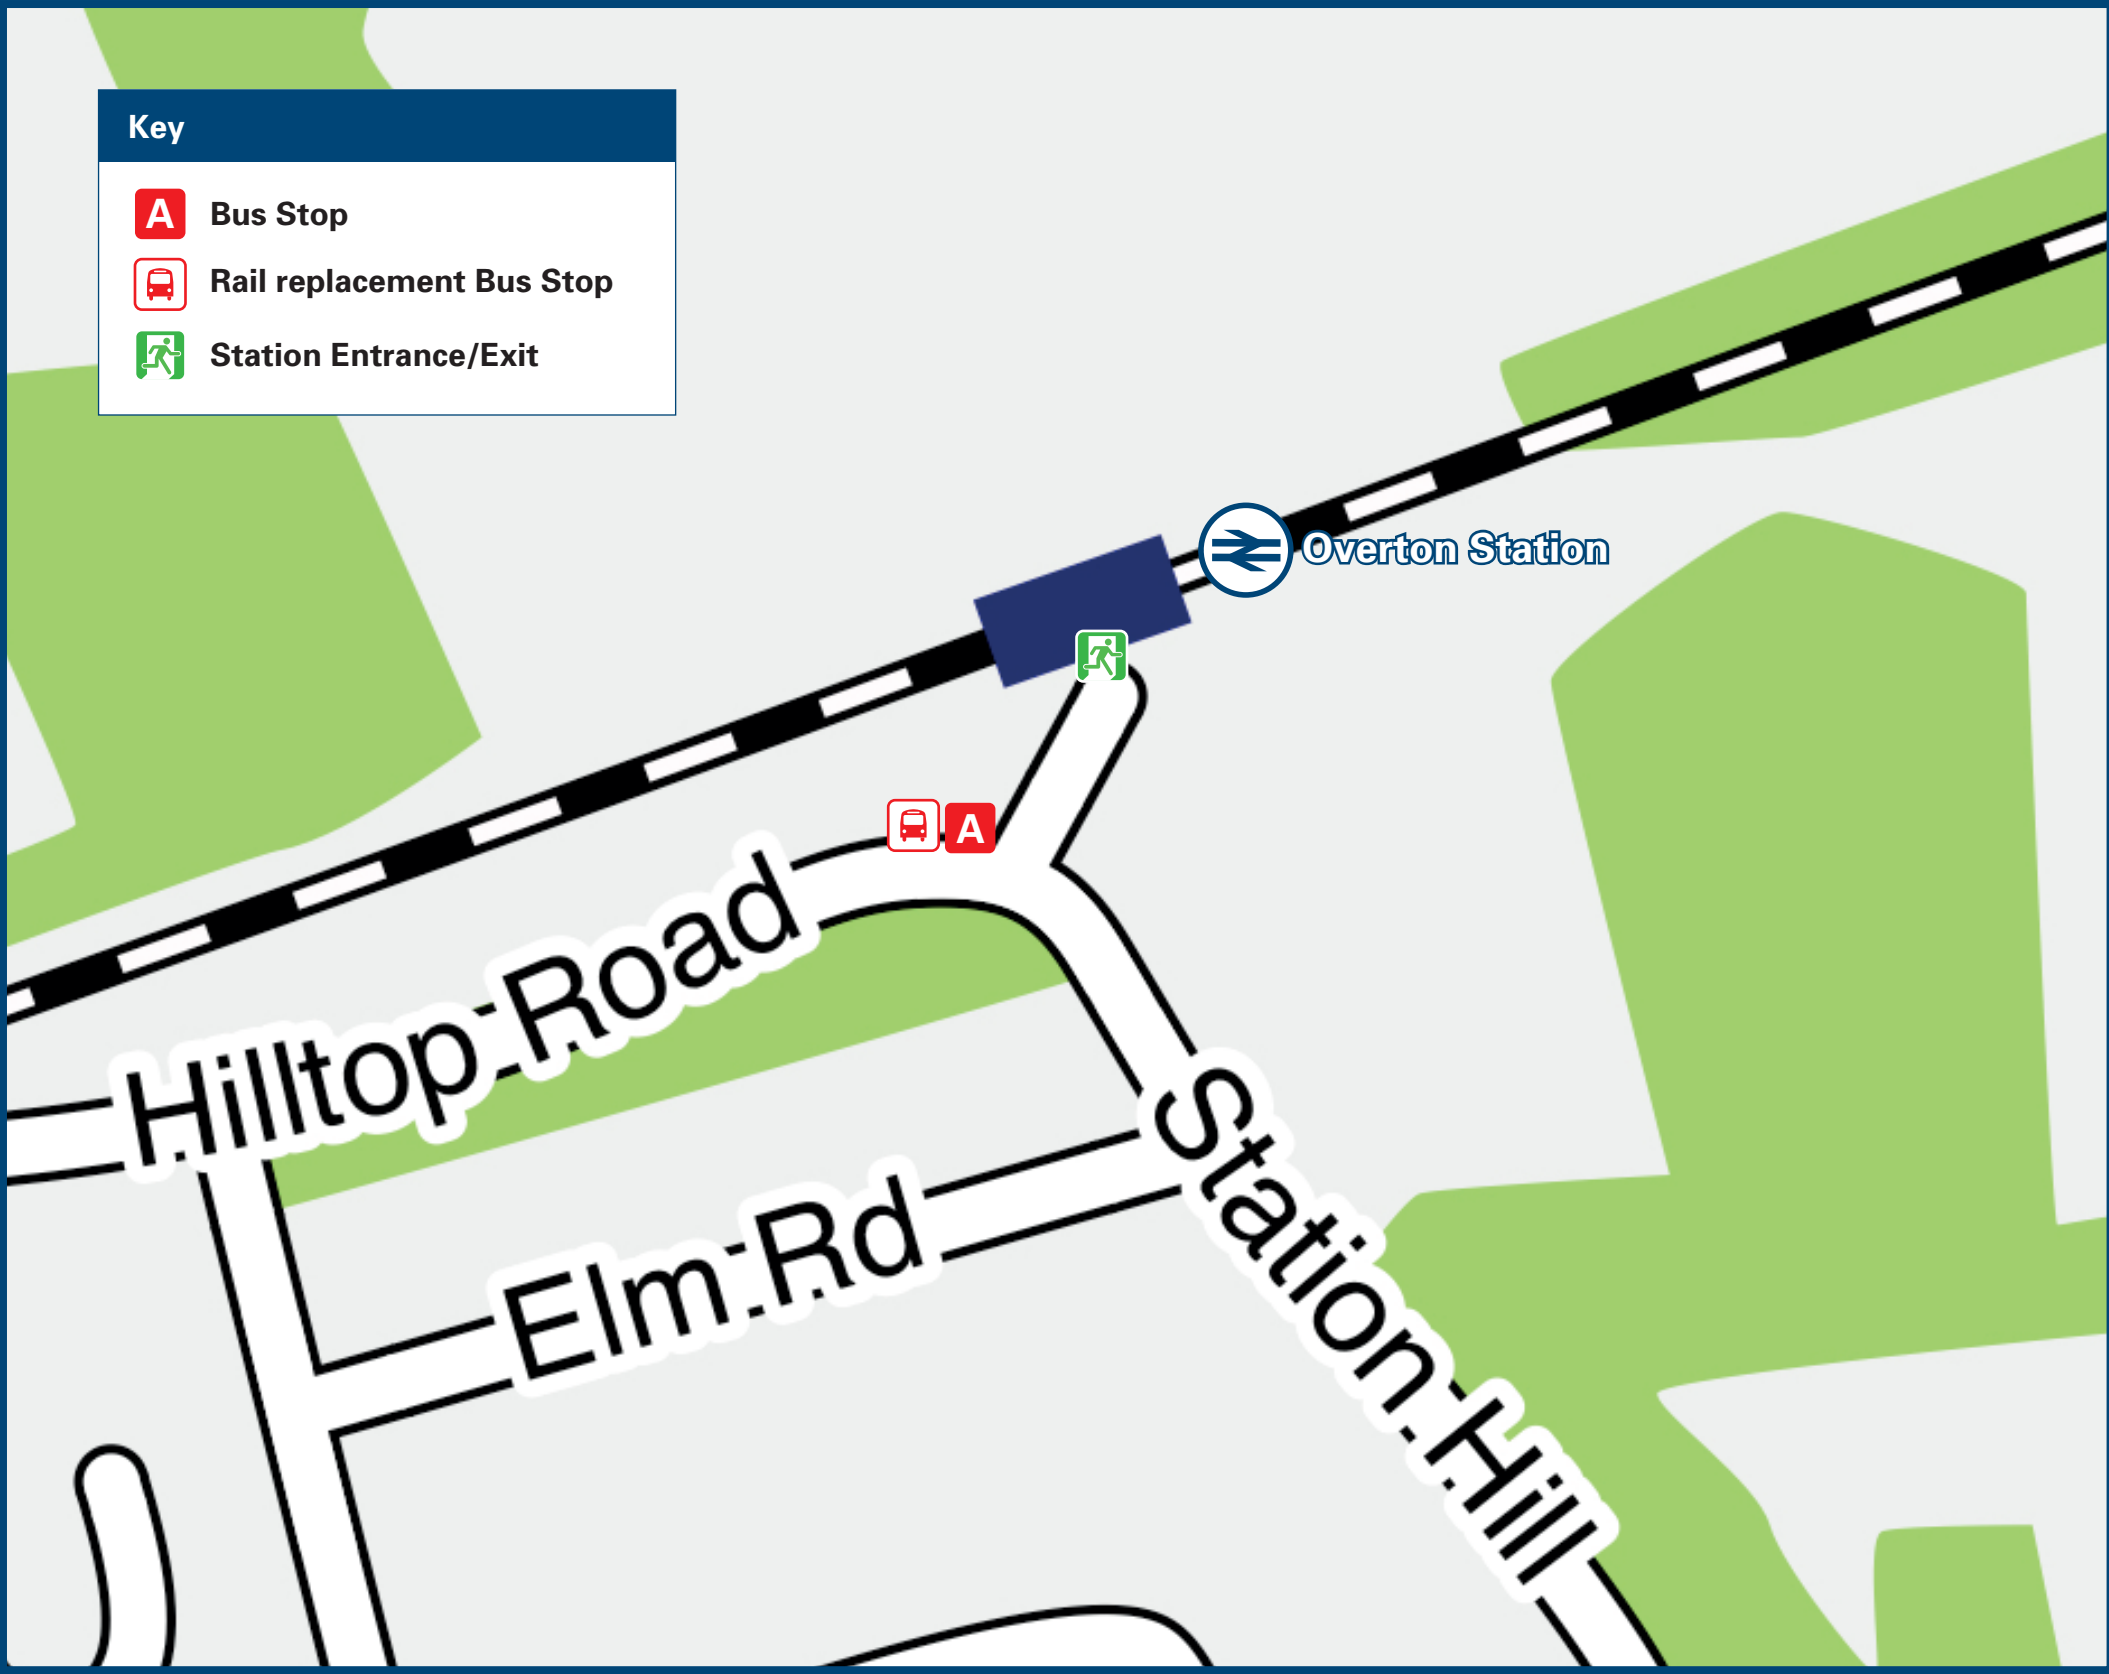 Key
A Bus Stop
Rail replacement Bus Stop
Station Entrance/Exit
Overton Station
A
Hilltop Road
Elm Rd
Station Hill